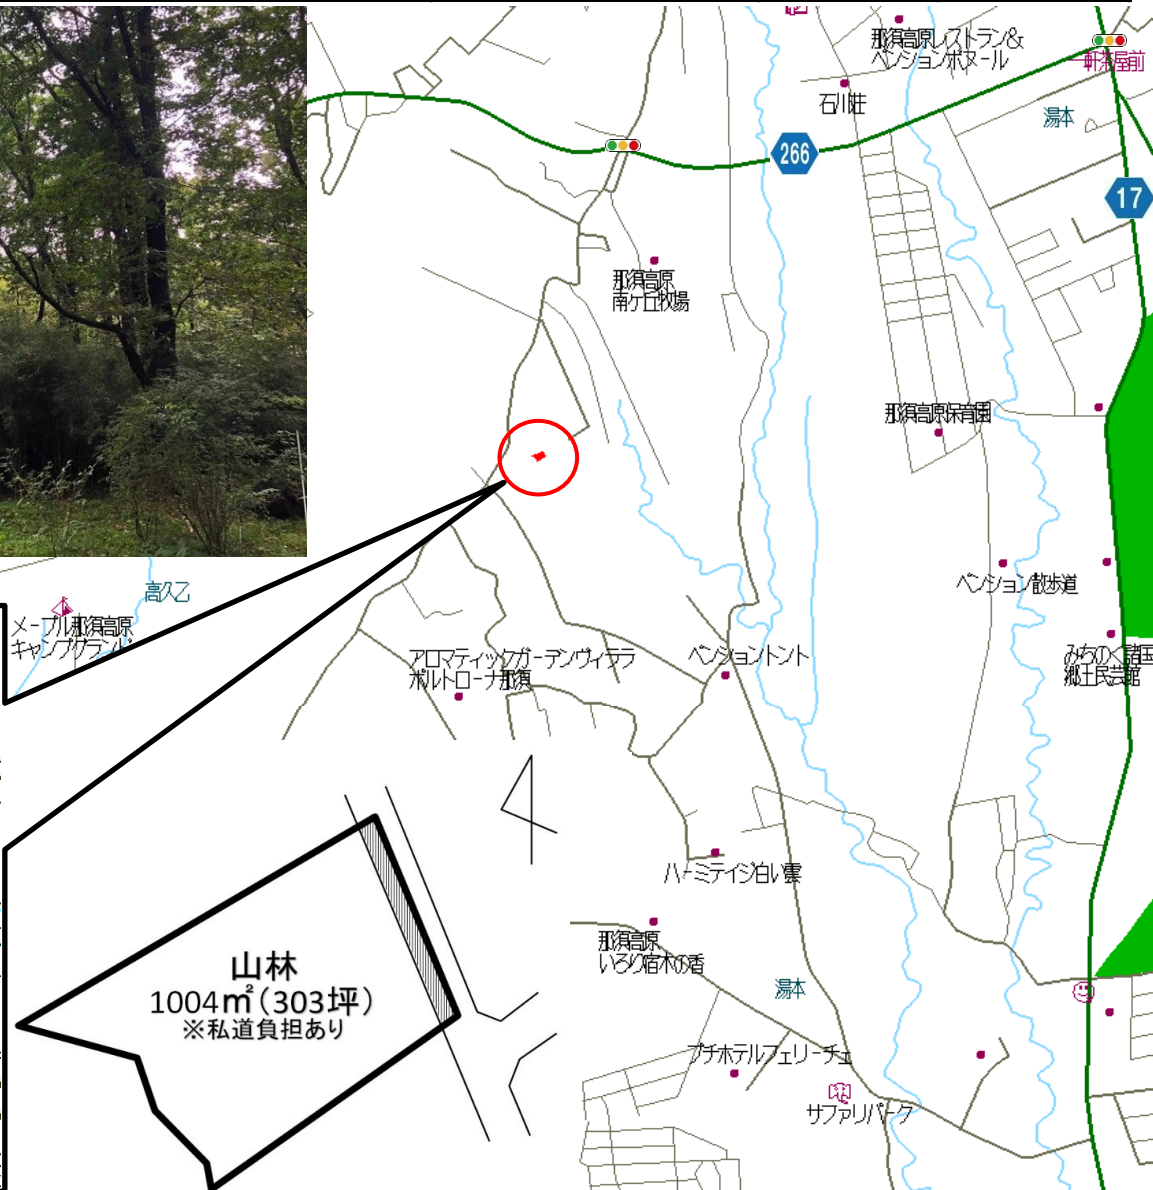 那須高原レストラン&
ペンションボヌール
一軒茶屋前
石川荘
湯本
266
17
那須高原
南ケ丘牧場
那須高原保育園
高久乙
メープル那須高原
キャンプグランド
ペンション散歩道
アロマティックガーデンヴィラ
ボルトローナ那須
ペンショントント
みちのく諸国
郷土民芸館
ハーミテイジ白い雲
那須高原
いろり宿木の香
湯本
山林
1004㎡(303坪)
※私道負担あり
プチホテルフェリーチェ
サファリパーク